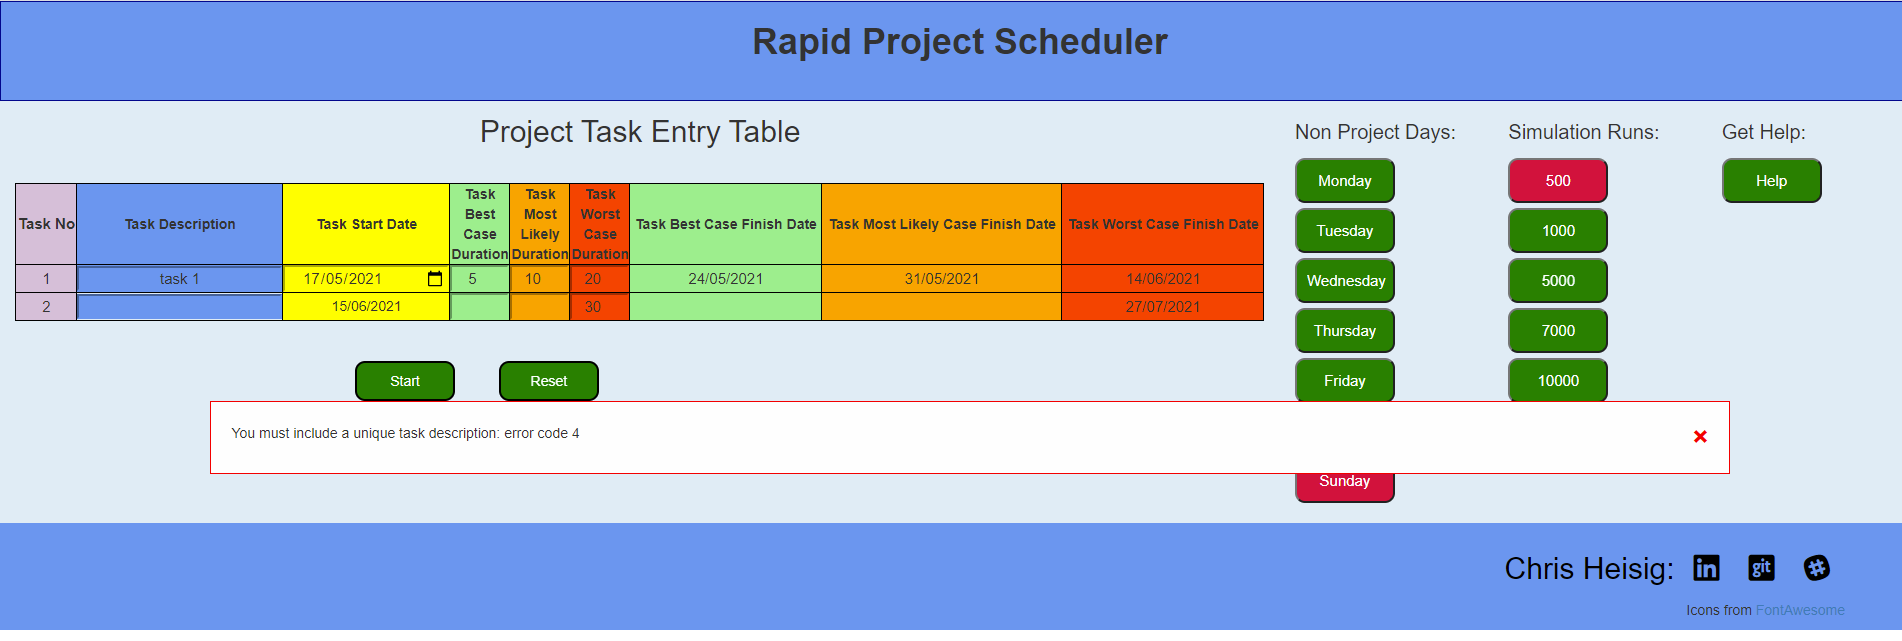 Rapid Project Scheduler
Project Task Entry Table
Non Project Days:
Simulation Runs:
Get Help:
Monday
500
Help
Tuesday
1000
Wednesday
5000
Thursday
7000
Friday
10000
Sunday
Task No
Task Description
Task Start Date
Task
Best
Case
Duration
Task
Most
Likely
Duration
Task
Worst
Case
Duration
Task Best Case Finish Date
Task Most Likely Case Finish Date
Task Worst Case Finish Date
1
task 1
17/05/2021
5
10
20
24/05/2021
31/05/2021
14/06/2021
2
15/06/2021
30
27/07/2021
Start
Reset
You must include a unique task description: error code 4
Chris Heisig:
in
git
Icons from FontAwesome